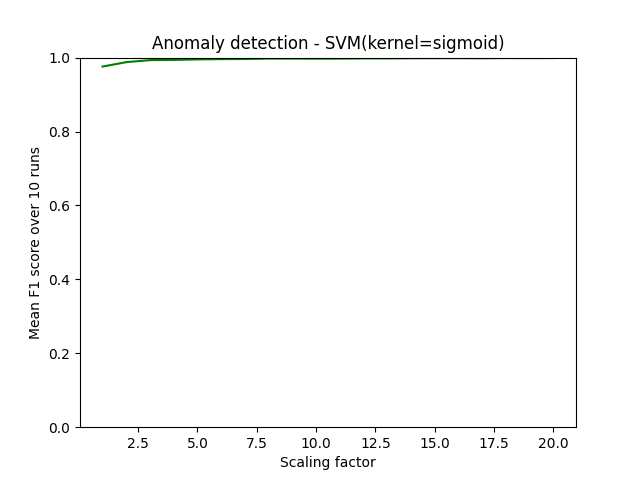 Anomaly detection - SVM(kernel=sigmoid)
1.0
0.8
0.6
0.4
0.2
0.0
Mean F1 score over 10 runs
2.5 5.0 7.5 10.0 12.5 15.0 17.5 20.0
Scaling factor